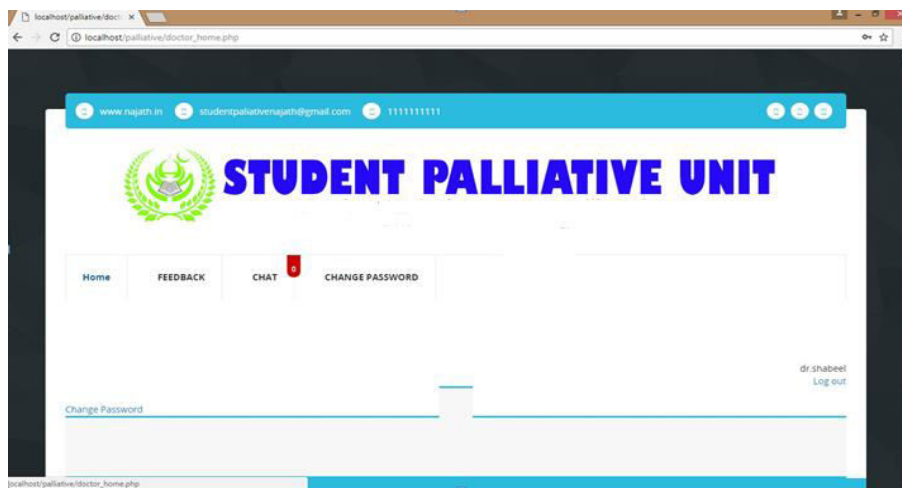 localhost/palliative/doct
localhost/palliative/doctor_home.php
www.najath.in studentpaliativenajath@gmail.com 1111111111
STUDENT PALLIATIVE UNIT
Home FEEDBACK CHAT 0 CHANGE PASSWORD
dr.shabeel
Log out
Change Password
localhost/palliative/doctor_home.php